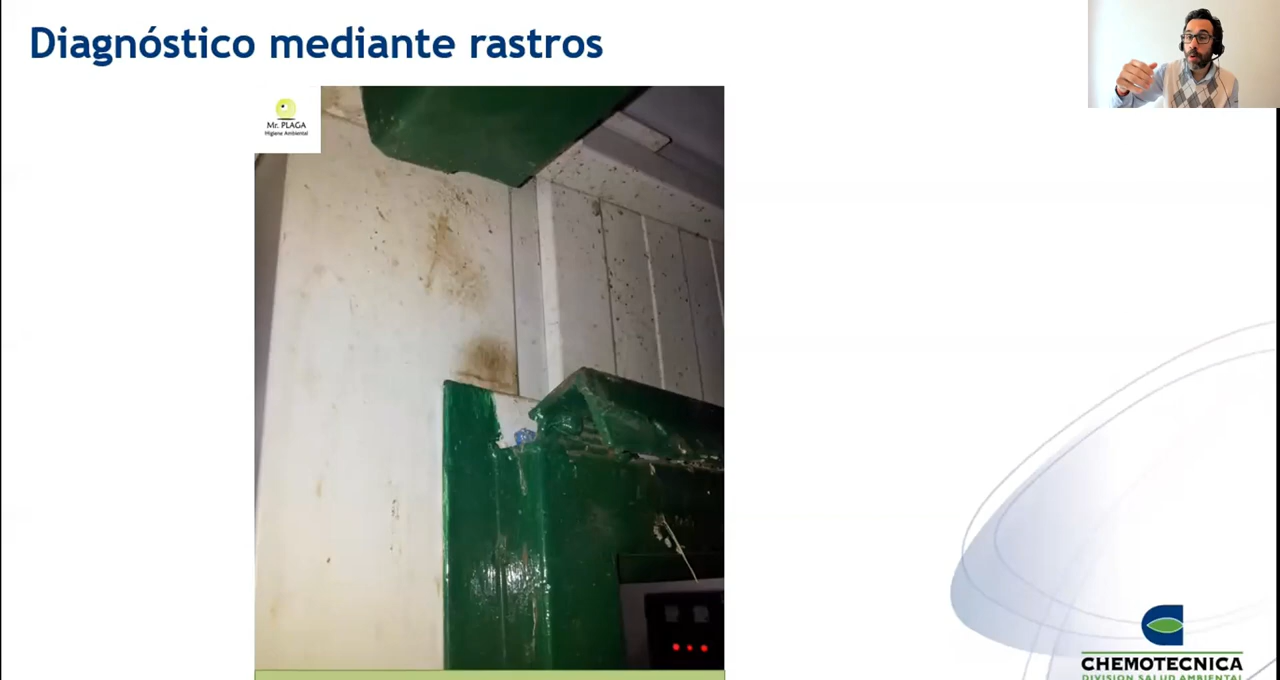 Diagnóstico mediante rastros
Mr. PLAGA
Higiene Ambiental
CHEMOTECNICA
DIVISION SALUD AMBIENTAL